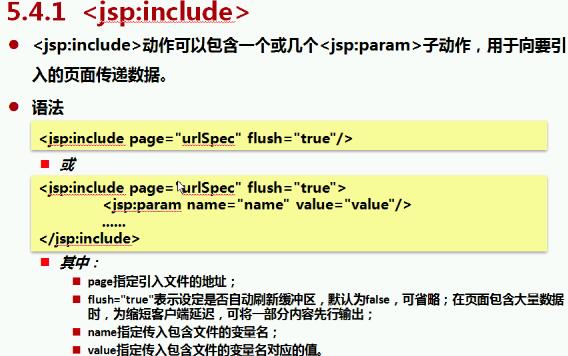 5.4.1 <jsp:include>
<jsp:include>动作可以包含一个或几个<jsp:param>子动作，用于向要引
入的页面传递数据。
语法
<jsp:include page="urlSpec" flush="true"/>
或
<jsp:include page="urlSpec" flush="true">
<jsp:param name="name" value="value"/>
......
</jsp:include>
其中：
page指定引入文件的地址；
flush="true"表示设定是否自动刷新缓冲区，默认为false，可省略；在页面包含大量数据
时，为缩短客户端延迟，可将一部分内容先行输出；
name指定传入包含文件的变量名；
value指定传入包含文件的变量名对应的值。